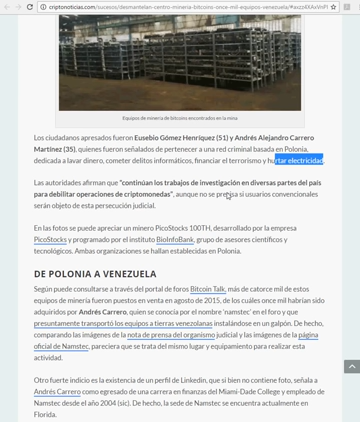 criptonoticias.com/sucesos/desmantelan-centro-mineria-bitcoins-once-mil-equipos-venezuela/
Equipos de minería de bitcoins encontrados en la mina
Los ciudadanos apresados fueron Eusebio Gómez Henríquez (51) y Andrés Alejandro Carrero
Martínez (35), quienes fueron señalados de pertenecer a una red criminal basada en Polonia,
dedicada a lavar dinero, cometer delitos informáticos, financiar el terrorismo y hurtar electricidad.
Las autoridades afirman que "continúan los trabajos de investigación en diversas partes del país
para debilitar operaciones de criptomonedas", aunque no se precisa si usuarios convencionales
serán objeto de esta persecución judicial.
En las fotos se puede apreciar un minero PicoStocks 100TH, desarrollado por la empresa
PicoStocks y programado por el instituto BioInfoBank, grupo de asesores científicos y
tecnológicos. Ambas organizaciones se hallan establecidas en Polonia.
DE POLONIA A VENEZUELA
Según puede consultarse a través del portal de foros Bitcoin Talk, más de catorce mil de estos
equipos de minería fueron puestos en venta en agosto de 2015, de los cuáles once mil habrían sido
adquiridos por Andrés Carrero, quien se conocía por el nombre 'namstec' en el foro y que
presuntamente transportó los equipos a tierras venezolanas instalándose en un galpón. De hecho,
comparando las imágenes de la nota de prensa del organismo judicial y las imágenes de la página
oficial de Namstec, pareciera que se trata del mismo lugar y equipamiento para realizar esta
actividad.
Otro fuerte indicio es la existencia de un perfil de Linkedin, que si bien no contiene foto, señala a
Andrés Carrero como egresado de una carrera en finanzas del Miami-Dade College y empleado de
Namstec desde el año 2004 (sic). De hecho, la sede de Namstec se encuentra actualmente en
Florida.